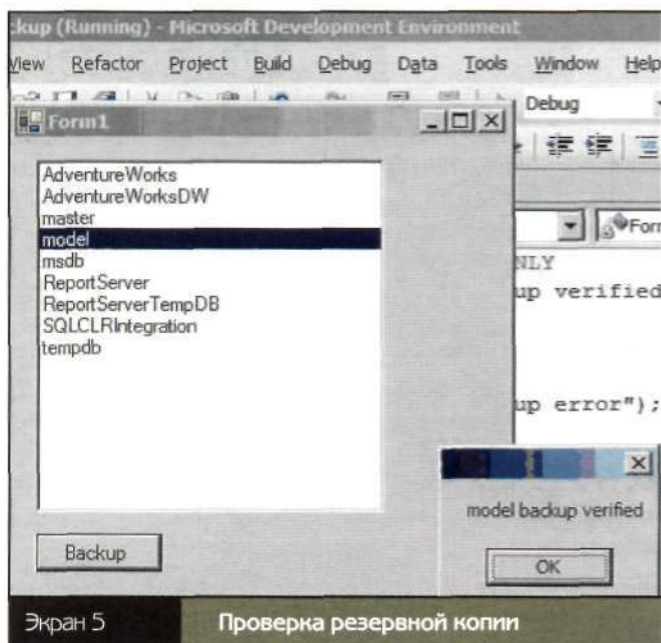 ckup (Running) - Microsoft Development Environment
View Refactor Project Build Debug Data Tools Window Help
Debug
Form1
AdventureWorks
AdventureWorksDW
master
model
msdb
ReportServer
ReportServerTempDB
SQLCLRIntegration
tempdb
Form
NLY
up verified
up error");
model backup verified
OK
Backup
Экран 5
Проверка резервной копии